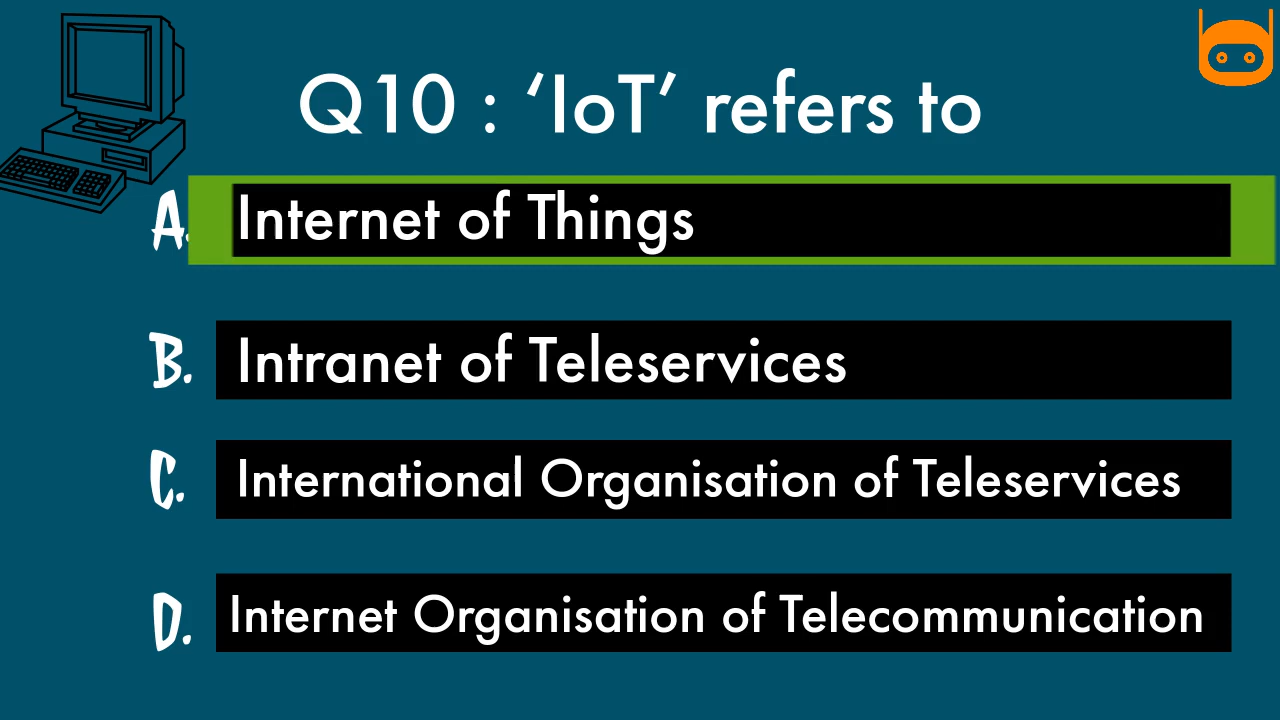 Q10 : ‘IoT’ refers to
A. Internet of Things
B. Intranet of Teleservices
C. International Organisation of Teleservices
D. Internet Organisation of Telecommunication